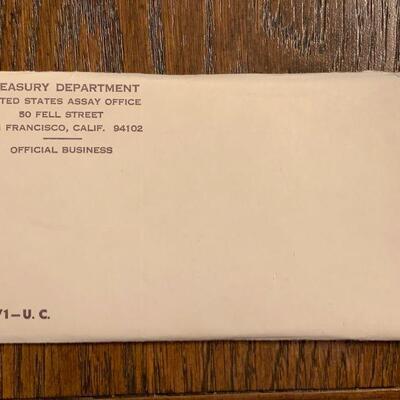 EASURY DEPARTMENT
TED STATES ASSAY OFFICE
50 FELL STREET
FRANCISCO, CALIF. 94102
OFFICIAL BUSINESS
71—U. C.